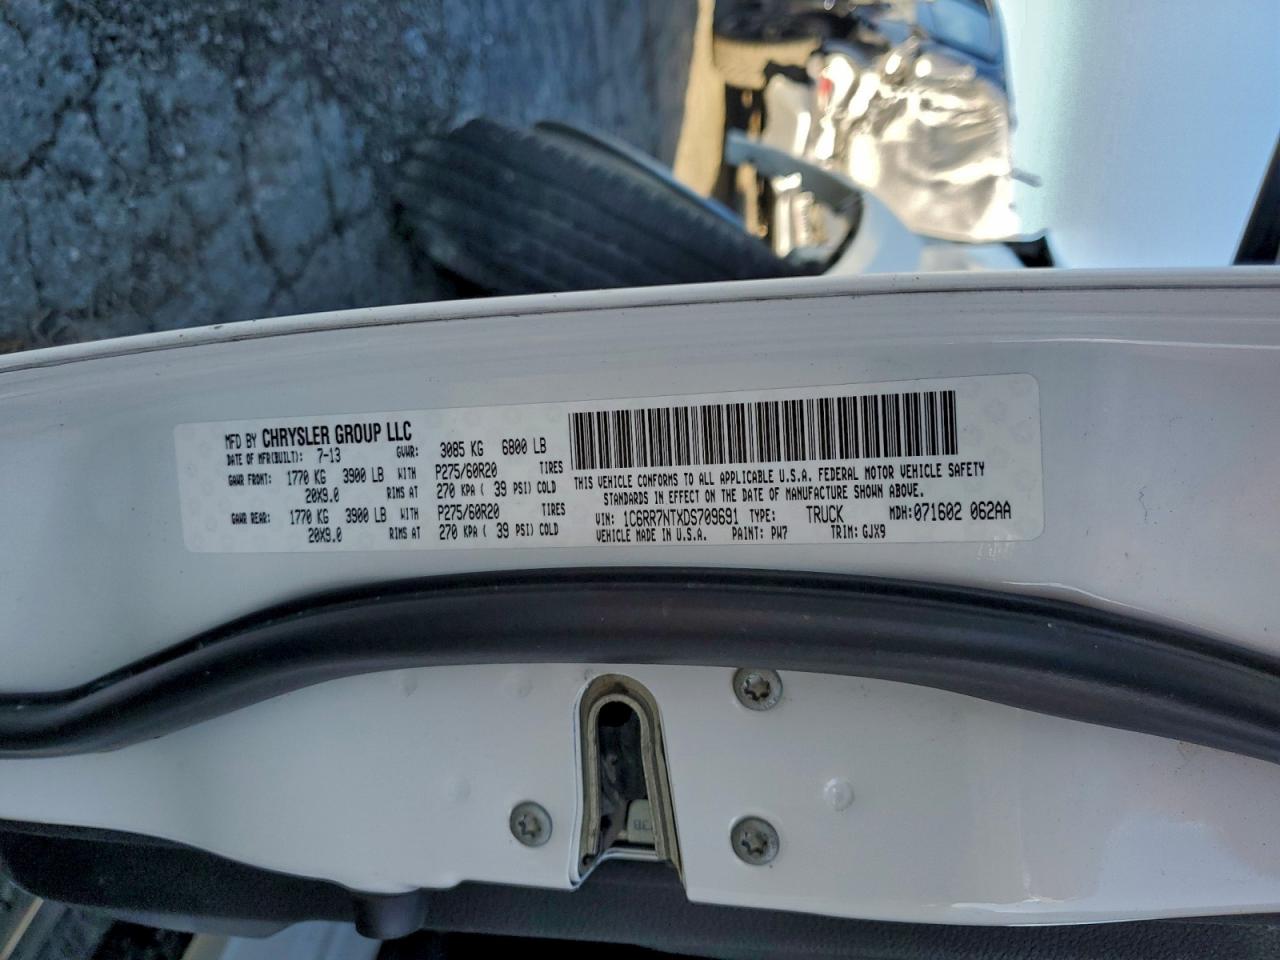 MFD BY CHRYSLER GROUP LLC
DATE OF MFR(BUILT): 7-13 GVWR: 3085 KG 6800 LB
GAWR FRONT: 1770 KG 3900 LB WITH P275/60R20 TIRES
20X9.0 RIMS AT 270 KPA ( 39 PSI) COLD
GAWR REAR: 1770 KG 3900 LB WITH P275/60R20 TIRES
20X9.0 RIMS AT 270 KPA ( 39 PSI) COLD
THIS VEHICLE CONFORMS TO ALL APPLICABLE U.S.A. FEDERAL MOTOR VEHICLE SAFETY
STANDARDS IN EFFECT ON THE DATE OF MANUFACTURE SHOWN ABOVE.
VIN: 1C6RR7NTXDS709691 TYPE: TRUCK MDH: 071602 062AA
VEHICLE MADE IN U.S.A. PAINT: PW7 TRIM: GJX9